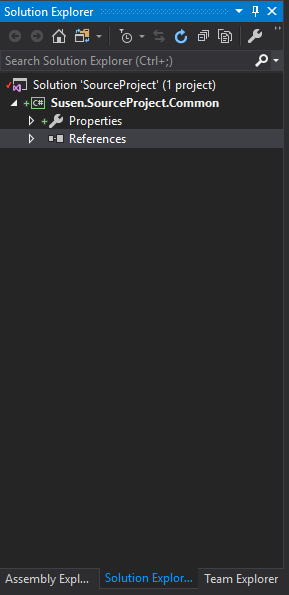 Solution Explorer
Search Solution Explorer (Ctrl+;)
Solution 'SourceProject' (1 project)
C# Susen.SourceProject.Common
Properties
References
Assembly Expl... Solution Explor... Team Explorer